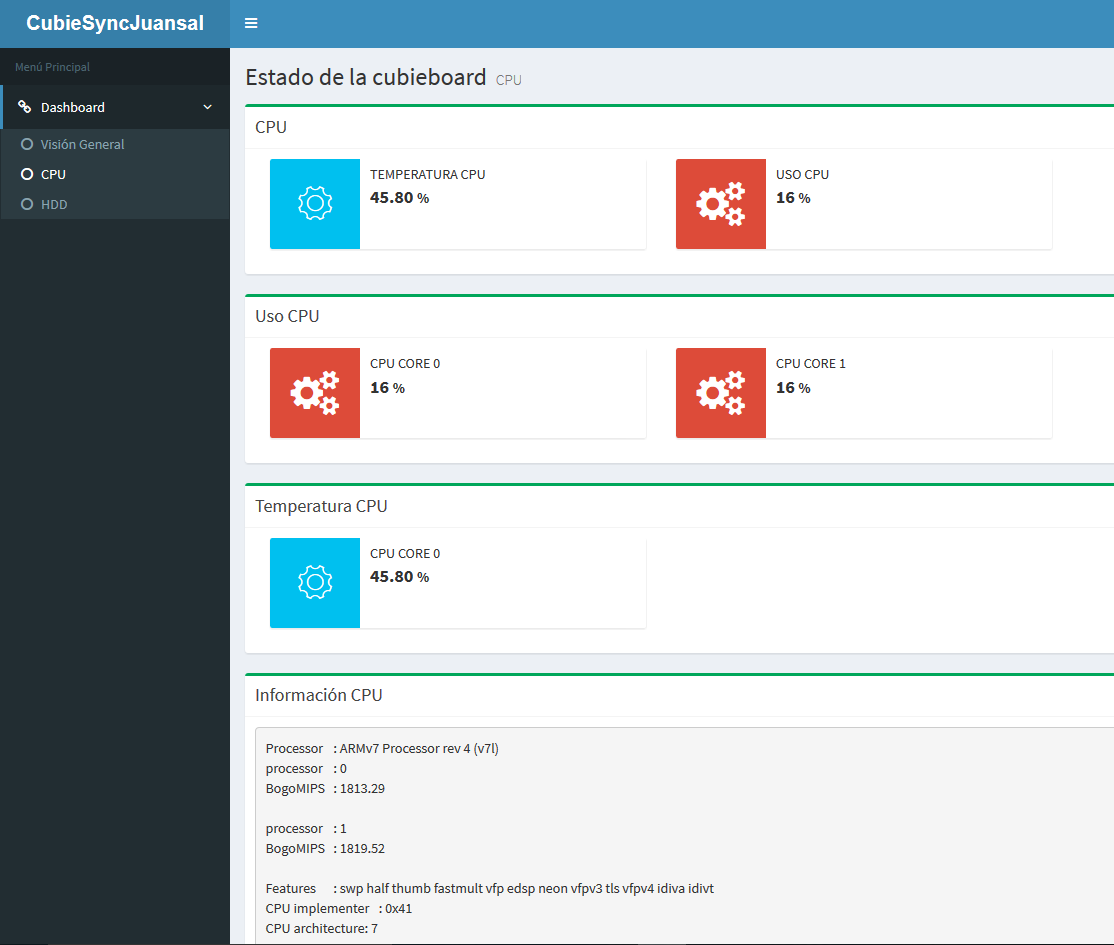 CubieSyncJuansal
Menú Principal
Dashboard
Visión General
CPU
HDD
Estado de la cubieboard CPU
CPU
TEMPERATURA CPU
45.80 %
USO CPU
16 %
Uso CPU
CPU CORE 0
16 %
CPU CORE 1
16 %
Temperatura CPU
CPU CORE 0
45.80 %
Información CPU
Processor : ARMv7 Processor rev 4 (v7l)
processor : 0
BogoMIPS : 1813.29
processor : 1
BogoMIPS : 1819.52
Features : swp half thumb fastmult vfp edsp neon vfpv3 tls vfpv4 idiva idivt
CPU implementer : 0x41
CPU architecture: 7